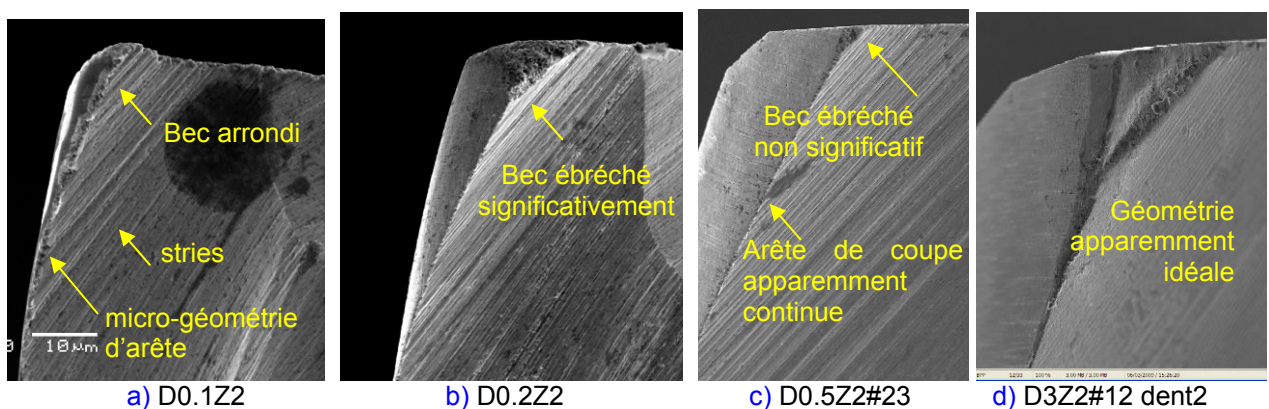 Bec arrondi
stries
micro-géométrie
d'arête
10 µm
a) D0.1Z2
Bec ébréché
significativement
b) D0.2Z2
Bec ébréché
non significatif
Arête de coupe
apparemment
continue
c) D0.5Z2#23
Géométrie
apparemment
idéale
d) D3Z2#12 dent2